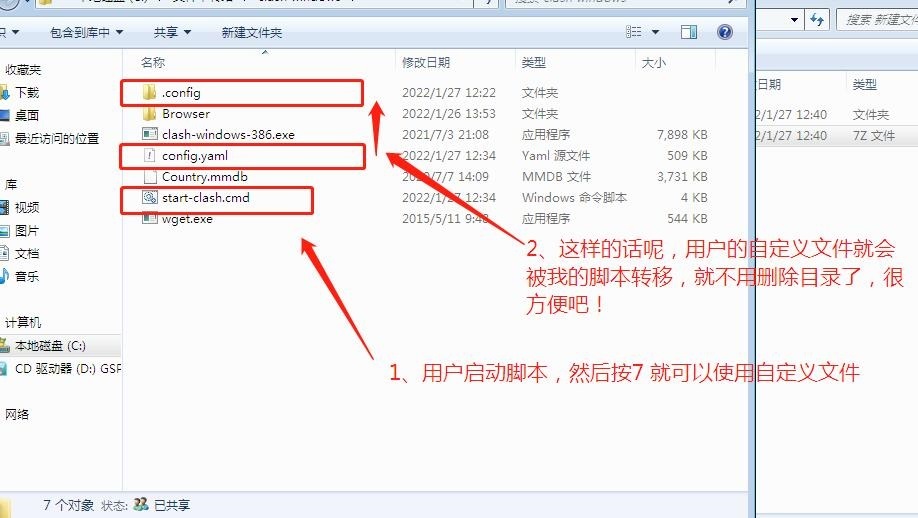 包含到库中 共享 新建文件夹
搜索 新建文件
收藏夹
下载
桌面
最近访问的位置
库
视频
图片
文档
音乐
计算机
本地磁盘 (C:)
CD 驱动器 (D:) GSP
网络
名称 修改日期 类型 大小
.config 2022/1/27 12:22 文件夹
Browser 2022/1/26 13:53 文件夹
clash-windows-386.exe 2021/7/3 21:08 应用程序 7,898 KB
config.yaml 2022/1/27 12:34 Yaml 源文件 509 KB
Country.mmdb /7/7 14:09 MMDB 文件 3,731 KB
start-clash.cmd 2022/1/27 12:34 Windows 命令脚本 4 KB
wget.exe 2015/5/11 9:48 应用程序 544 KB
日期 类型
/1/27 12:40
/1/27 12:40 7Z 文件
2、这样的话呢，用户的自定义文件就会
被我的脚本转移，就不用删除目录了，很
方便吧！
1、用户启动脚本，然后按7 就可以使用自定义文件
7 个对象 状态: 已共享